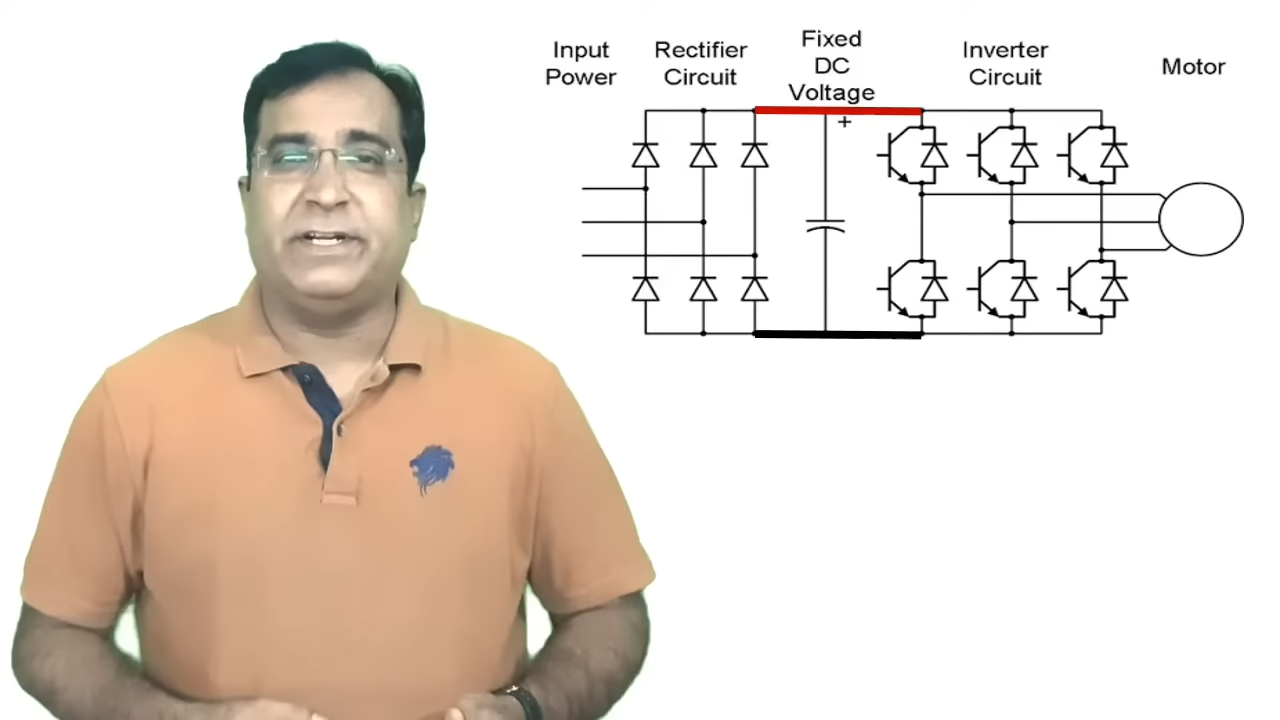 Input
Power
Rectifier
Circuit
Fixed
DC
Voltage
+
Inverter
Circuit
Motor